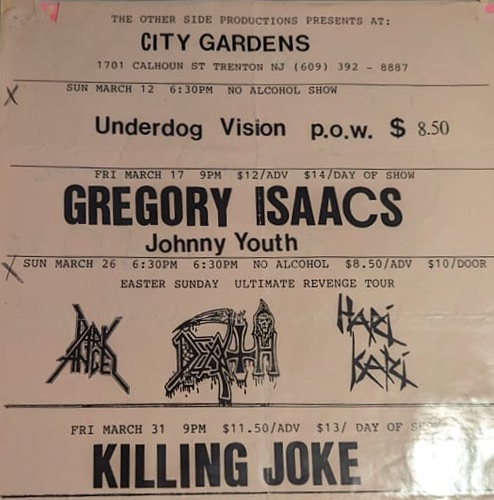 THE OTHER SIDE PRODUCTIONS PRESENTS AT:
CITY GARDENS
1701 CALHOUN ST TRENTON NJ (609) 392 - 8887
X SUN MARCH 12 6:30PM NO ALCOHOL SHOW
Underdog Vision p.o.w. $ 8.50
FRI MARCH 17 9PM $12/ADV $14/DAY OF SHOW
GREGORY ISAACS
Johnny Youth
X SUN MARCH 26 6:30PM 6:30PM NO ALCOHOL $8.50/ADV $10/DOOR
EASTER SUNDAY ULTIMATE REVENGE TOUR
DARK ANGEL DEATH HARI KARI
FRI MARCH 31 9PM $11.50/ADV $13/ DAY OF SHOW
KILLING JOKE